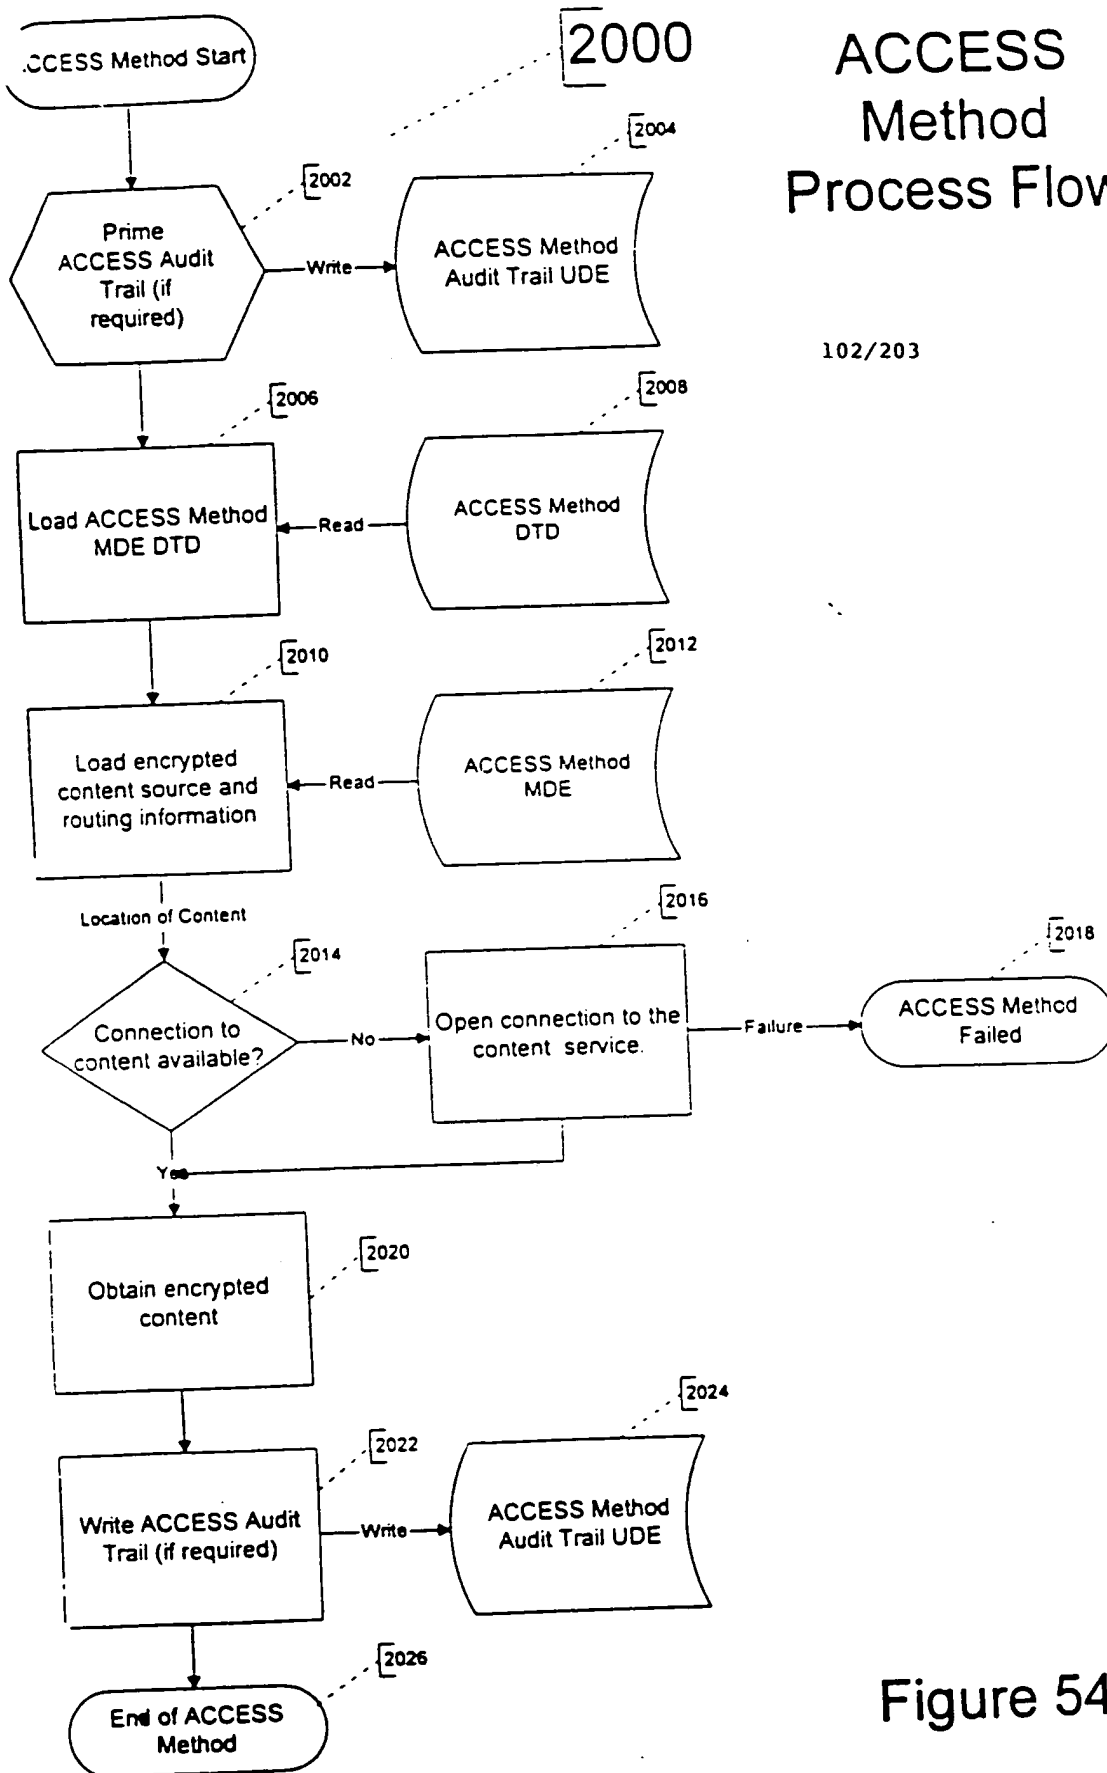 .CCESS Method Start
2000
ACCESS
Method
Process Flow
2004
2002
Prime
ACCESS Audit
Trail (if
required)
Write
ACCESS Method
Audit Trail UDE
102/203
2006
2008
Load ACCESS Method
MDE DTD
Read
ACCESS Method
DTD
2010
2012
Load encrypted
content source and
routing information
Read
ACCESS Method
MDE
Location of Content
2014
2016
2018
Connection to
content available?
No
Open connection to the
content service.
Failure
ACCESS Method
Failed
Yes
2020
Obtain encrypted
content
2022
2024
Write ACCESS Audit
Trail (if required)
Write
ACCESS Method
Audit Trail UDE
2026
End of ACCESS
Method
Figure 54